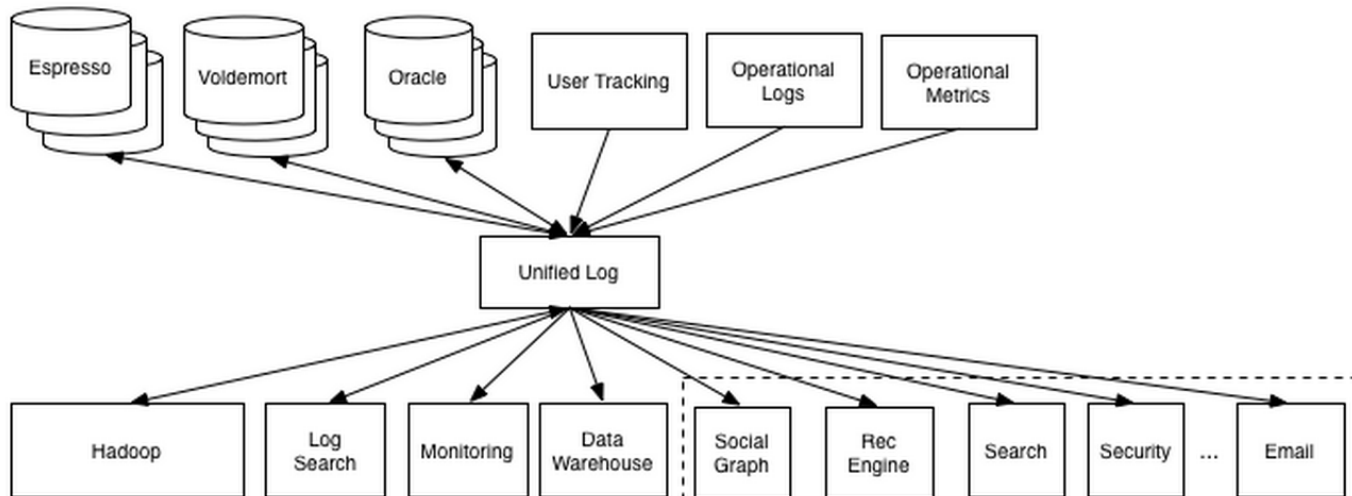 Espresso
Voldemort
Oracle
User Tracking
Operational
Logs
Operational
Metrics
Unified Log
Hadoop
Log
Search
Monitoring
Data
Warehouse
Social
Graph
Rec
Engine
Search
Security
...
Email